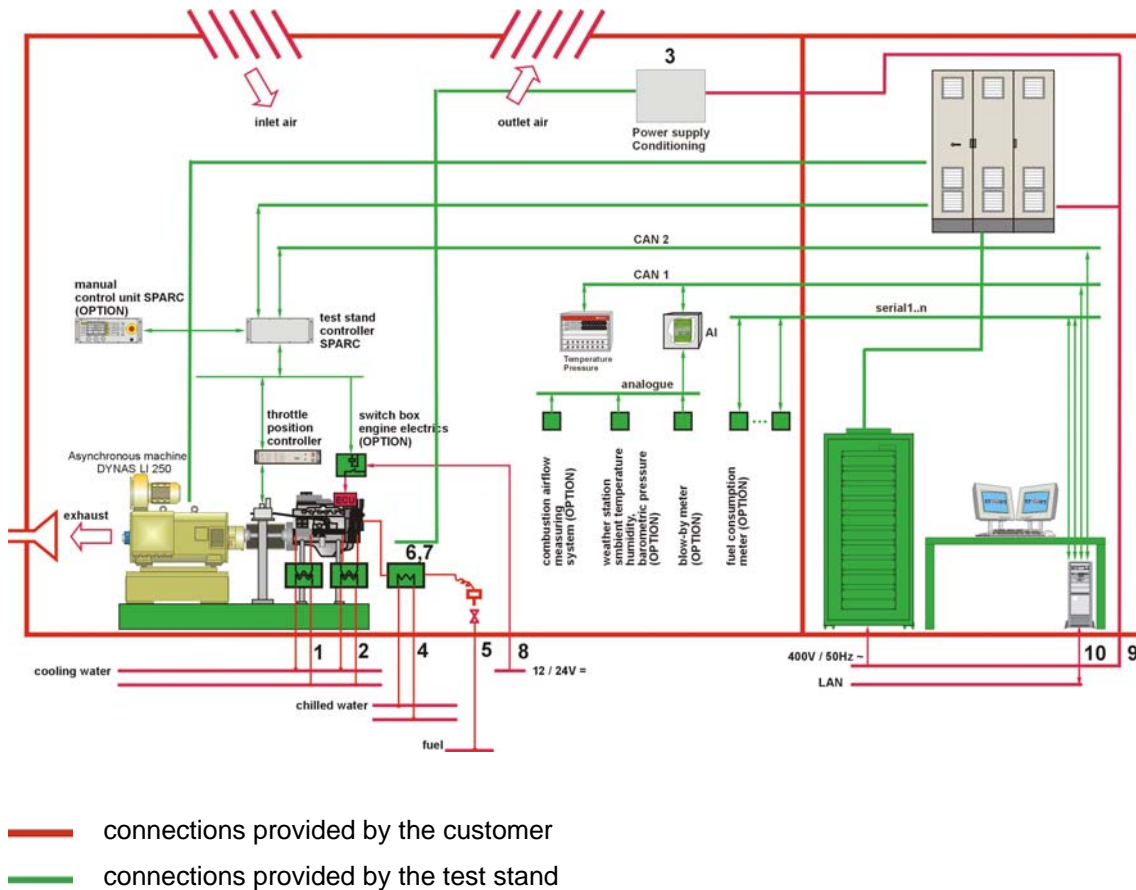 3
inlet air
outlet air
Power supply
Conditioning
CAN 2
CAN 1
serial1..n
manual
control unit SPARC
(OPTION)
test stand
controller
SPARC
AI
Temperature
Pressure
analogue
throttle
position
controller
switch box
engine electrics
(OPTION)
Asynchronous machine
DYNAS LI 250
ECU
exhaust
6,7
combustion airflow
measuring
system (OPTION)
weather station
smbient temperature
humidity,
barometric pressure
(OPTION)
blow-by meter
(OPTION)
fuel consumption
meter (OPTION)
1
2
4
5
8
10
9
cooling water
12 / 24V =
400V / 50Hz ~
LAN
chilled water
fuel
connections provided by the customer
connections provided by the test stand